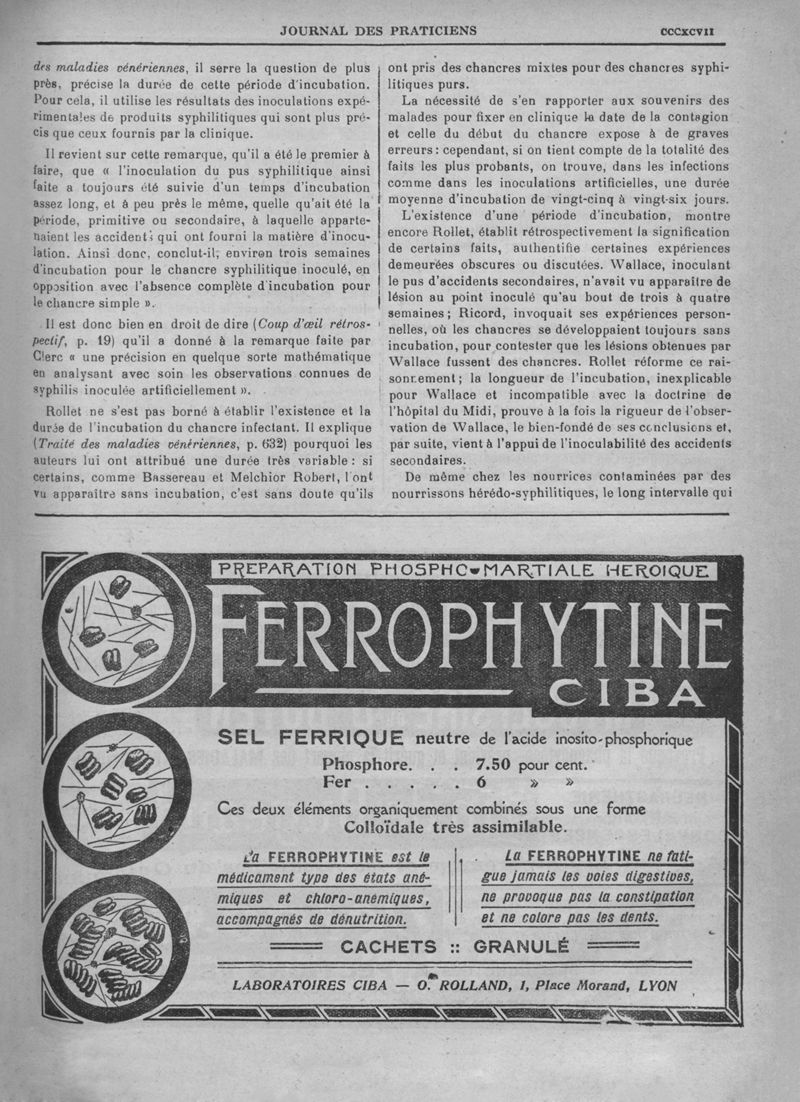 JOURNAL DES PRATICIENS
CCCXCVII
des maladies vénériennes, il serre la question de plus
près, précise la durée de cette période d'incubation.
Pour cela, il utilise les résultats des inoculations expé-
rimentales de produits syphilitiques qui sont plus pré-
cis que ceux fournis par la clinique.
Il revient sur cette remarque, qu'il a été le premier à
faire, que « l'inoculation du pus syphilitique ainsi
faite a toujours été suivie d'un temps d'incubation
assez long, et à peu près le même, quelle qu'ait été la
période, primitive ou secondaire, à laquelle apparte-
naient les accidents qui ont fourni la matière d'inocu-
lation. Ainsi donc, conclut-il, environ trois semaines
d'incubation pour le chancre syphilitique inoculé, en
opposition avec l'absence complète d'incubation pour
le chancre simple ».
Il est donc bien en droit de dire (Coup d'œil rétros-
pectif, p. 19) qu'il a donné à la remarque faite par
Clerc « une précision en quelque sorte mathématique
en analysant avec soin les observations connues de
syphilis inoculée artificiellement ».
Rollet ne s'est pas borné à établir l'existence et la
durée de l'incubation du chancre infectant. Il explique
(Traité des maladies vénériennes, p. 632) pourquoi les
auteurs lui ont attribué une durée très variable : si
certains, comme Bassereau et Melchior Robert, l'ont
vu apparaître sans incubation, c'est sans doute qu'ils
ont pris des chancres mixtes pour des chancres syphi-
litiques purs.
La nécessité de s'en rapporter aux souvenirs des
malades pour fixer en clinique la date de la contagion
et celle du début du chancre expose à de graves
erreurs : cependant, si on tient compte de la totalité des
faits les plus probants, on trouve, dans les infections
comme dans les inoculations artificielles, une durée
moyenne d'incubation de vingt-cinq à vingt-six jours.
L'existence d'une période d'incubation, montre
encore Rollet, établit rétrospectivement la signification
de certains faits, authentifie certaines expériences
demeurées obscures ou discutées. Wallace, inoculant
le pus d'accidents secondaires, n'avait vu apparaître de
lésion au point inoculé qu'au bout de trois à quatre
semaines ; Ricord, invoquait ses expériences person-
nelles, où les chancres se développaient toujours sans
incubation, pour contester que les lésions obtenues par
Wallace fussent des chancres. Rollet réforme ce rai-
sonnement ; la longueur de l'incubation, inexplicable
pour Wallace et incompatible avec la doctrine de
l'hôpital du Midi, prouve à la fois la rigueur de l'obser-
vation de Wallace, le bien-fondé de ses conclusions et,
par suite, vient à l'appui de l'inoculabilité des accidents
secondaires.
De même chez les nourrices contaminées par des
nourrissons hérédo-syphilitiques, le long intervalle qui
PREPARATION PHOSPHO-MARTIALE HEROIQUE
FERROPHYTINE
CIBA
SEL FERRIQUE neutre de l'acide inosito-phosphorique
Phosphore. . . 7.50 pour cent.
Fer . . . . . 6 » »
Ces deux éléments organiquement combinés sous une forme
Colloïdale très assimilable.
La FERROPHYTINE est le
médicament type des états ané-
miques et chloro-anémiques,
accompagnés de dénutrition.
La FERROPHYTINE ne fati-
gue jamais les voies digestives,
ne provoque pas la constipation
et ne colore pas les dents.
CACHETS :: GRANULÉ
LABORATOIRES CIBA — O. ROLLAND, 1, Place Morand, LYON